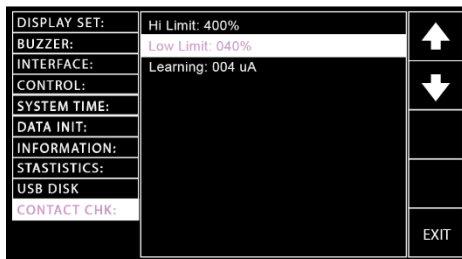 DISPLAY SET:
BUZZER:
INTERFACE:
CONTROL:
SYSTEM TIME:
DATA INIT:
INFORMATION:
STASTISTICS:
USB DISK
CONTACT CHK:
Hi Limit: 400%
Low Limit: 040%
Learning: 004 uA
EXIT